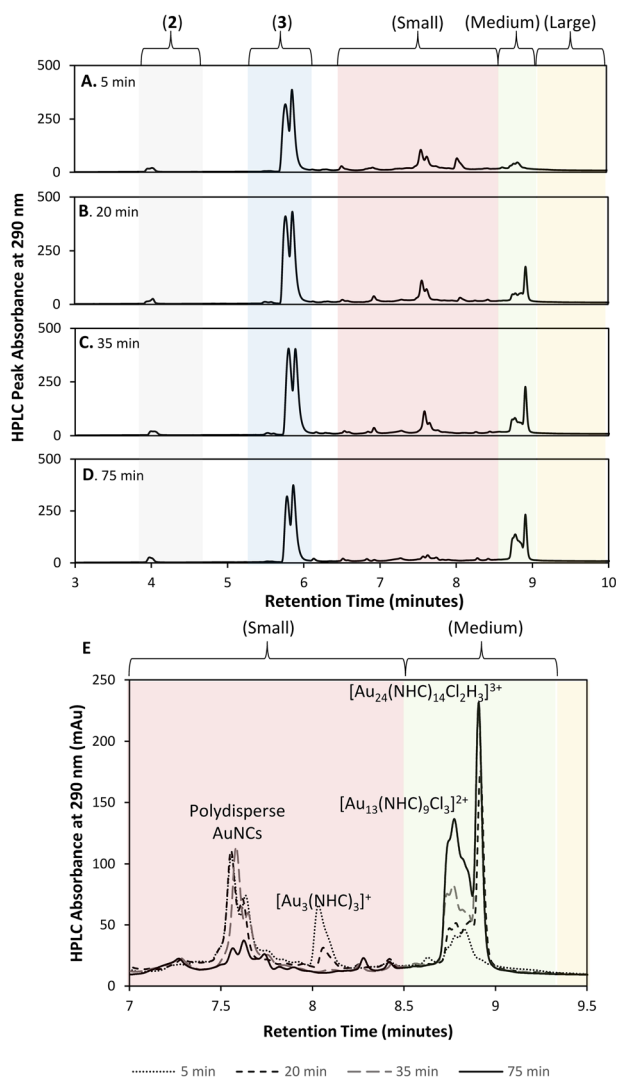 (2) (3) (Small) (Medium) (Large)
HPLC Peak Absorbance at 290 nm
500
250
0
A. 5 min
500
250
0
B. 20 min
500
250
0
C. 35 min
500
250
0
D. 75 min
3 4 5 6 7 8 9 10
Retention Time (minutes)
E
(Small) (Medium)
HPLC Absorbance at 290 nm (mAu)
250
200
150
100
50
0
[Au24(NHC)14Cl2H3]3+
[Au13(NHC)9Cl3]2+
Polydisperse
AuNCs
[Au3(NHC)3]+
7 7.5 8 8.5 9 9.5
Retention Time (minutes)
5 min 20 min 35 min 75 min